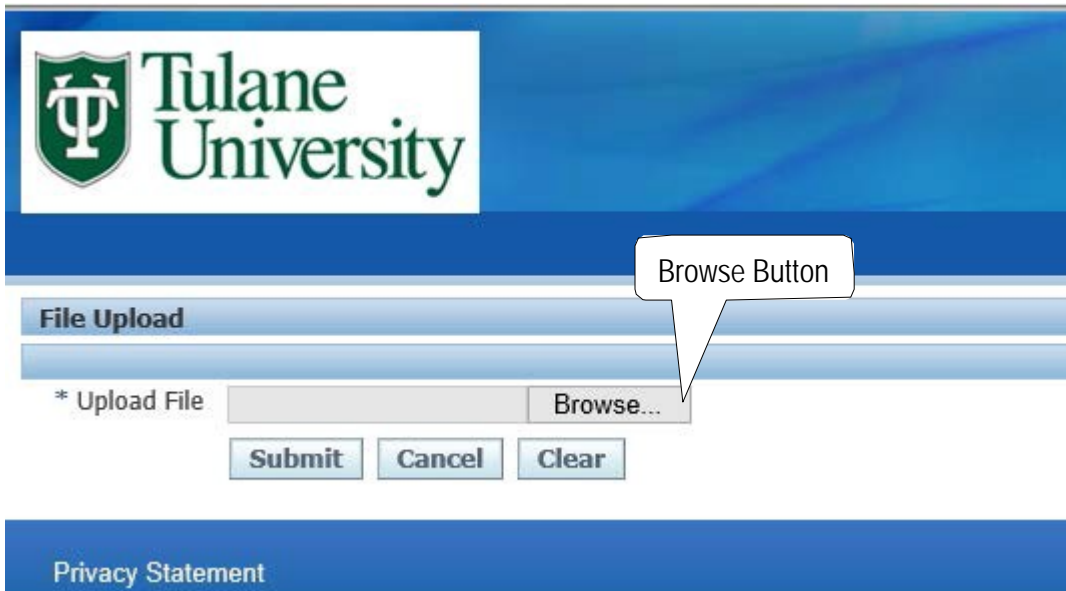 Tulane
University
Browse Button
File Upload
* Upload File
Browse...
Submit Cancel Clear
Privacy Statement